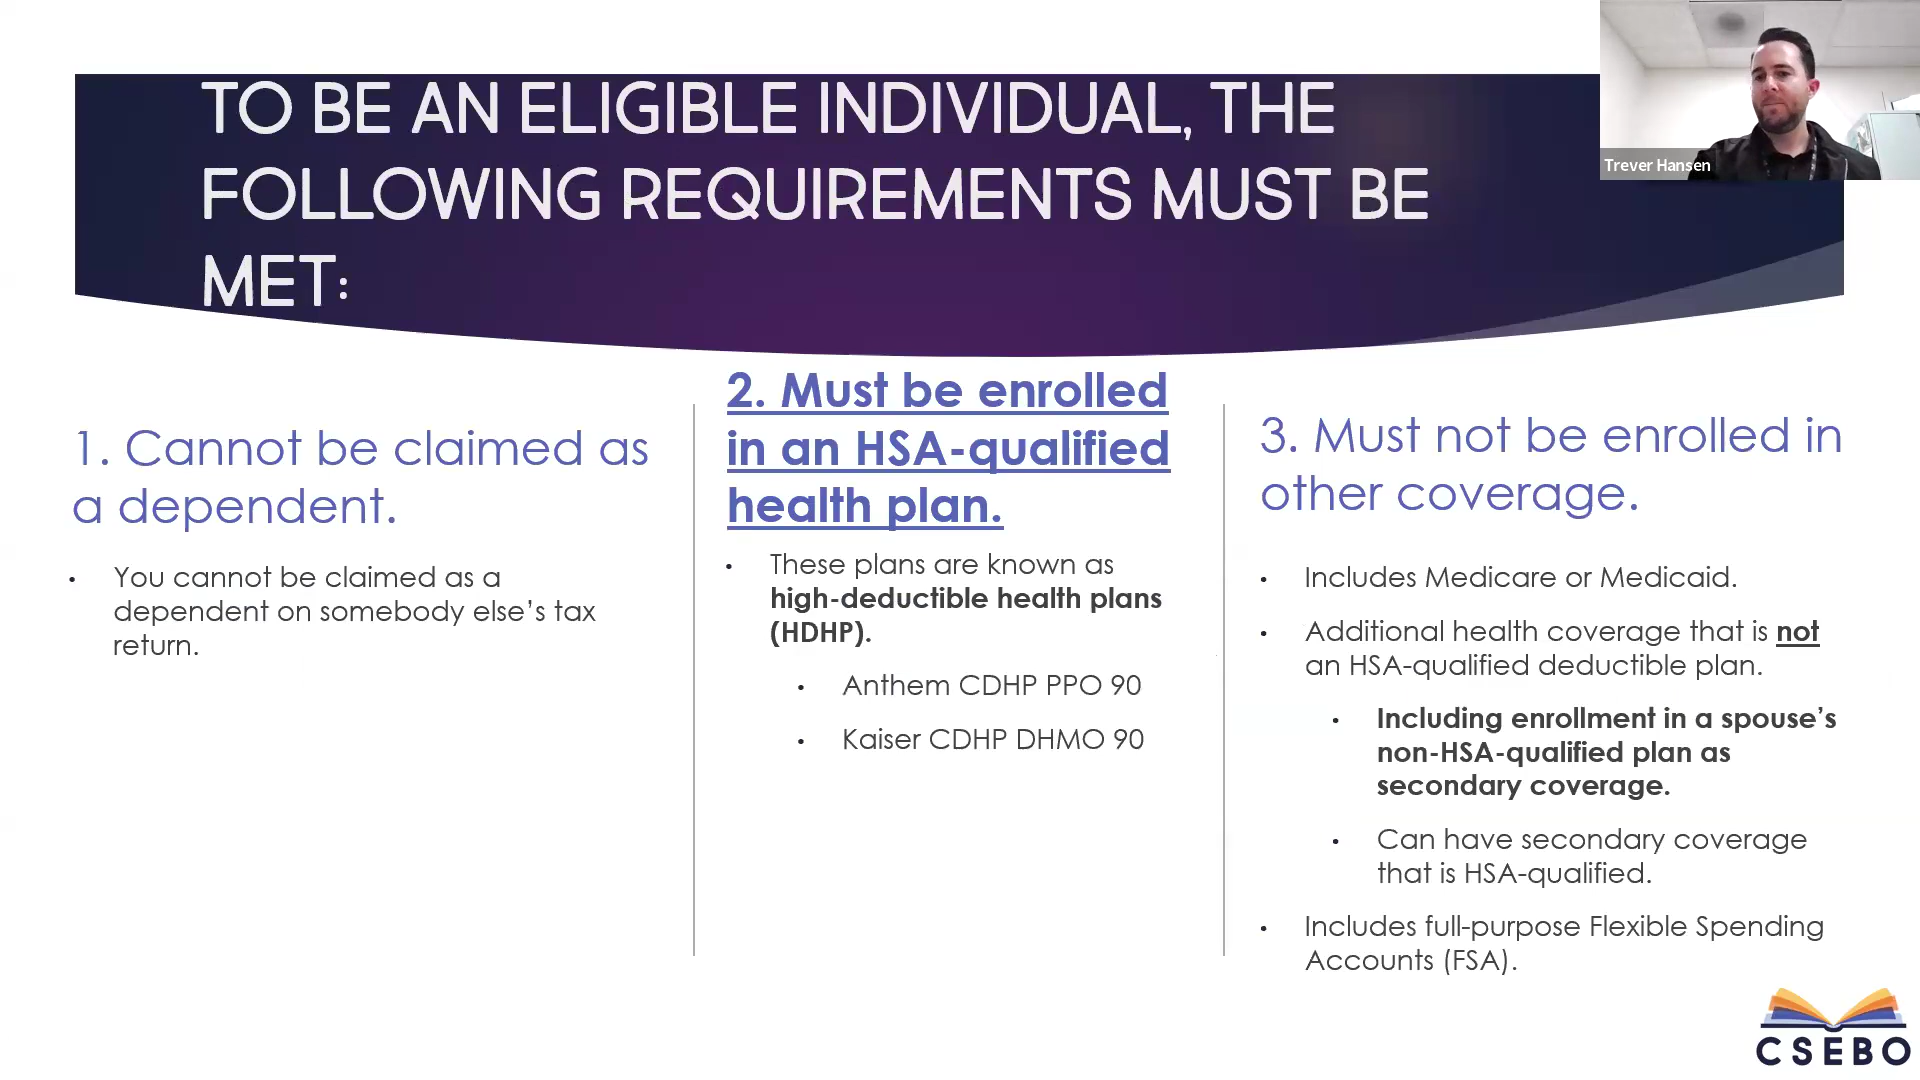 TO BE AN ELIGIBLE INDIVIDUAL, THE
FOLLOWING REQUIREMENTS MUST BE
MET:
Trever Hansen
1. Cannot be claimed as
a dependent.
• You cannot be claimed as a
dependent on somebody else’s tax
return.
2. Must be enrolled
in an HSA-qualified
health plan.
• These plans are known as
high-deductible health plans
(HDHP).
• Anthem CDHP PPO 90
• Kaiser CDHP DHMO 90
3. Must not be enrolled in
other coverage.
• Includes Medicare or Medicaid.
• Additional health coverage that is not
an HSA-qualified deductible plan.
• Including enrollment in a spouse’s
non-HSA-qualified plan as
secondary coverage.
• Can have secondary coverage
that is HSA-qualified.
• Includes full-purpose Flexible Spending
Accounts (FSA).
CSEBO